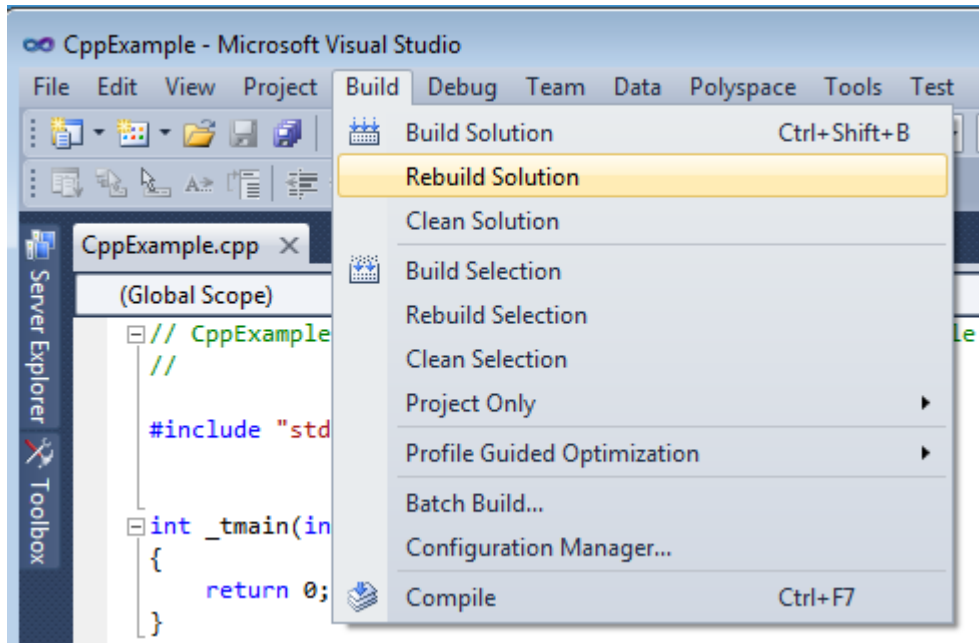 CppExample - Microsoft Visual Studio
File Edit View Project Build Debug Team Data Polyspace Tools Test
Build Solution Ctrl+Shift+B
Rebuild Solution
Clean Solution
CppExample.cpp
Build Selection
(Global Scope)
Rebuild Selection
// CppExample
Clean Selection
//
Project Only
#include "std
Profile Guided Optimization
Batch Build...
int _tmain(in
Configuration Manager...
{
return 0;
Compile Ctrl+F7
}
Server Explorer
Toolbox